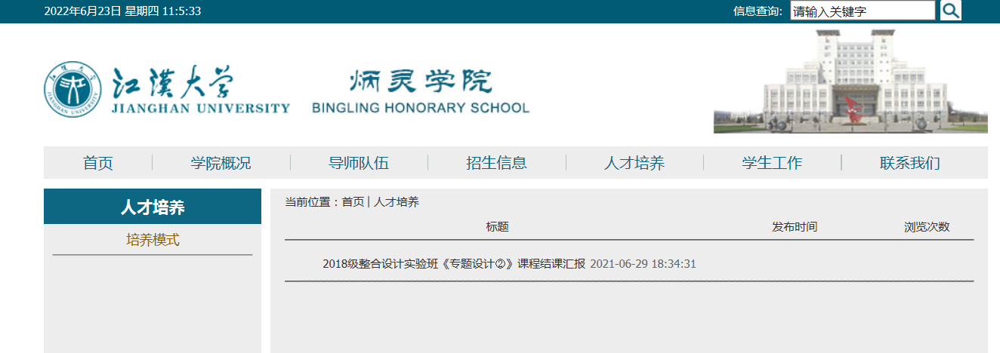 2022年6月23日 星期四 11:5:33
信息查询:
请输入关键字
江漢大学
JIANGHAN UNIVERSITY
炳灵学院
BINGLING HONORARY SCHOOL
首页
学院概况
导师队伍
招生信息
人才培养
学生工作
联系我们
人才培养
培养模式
当前位置：首页 | 人才培养
标题 发布时间 浏览次数
2018级整合设计实验班《专题设计②》课程结课汇报 2021-06-29 18:34:31